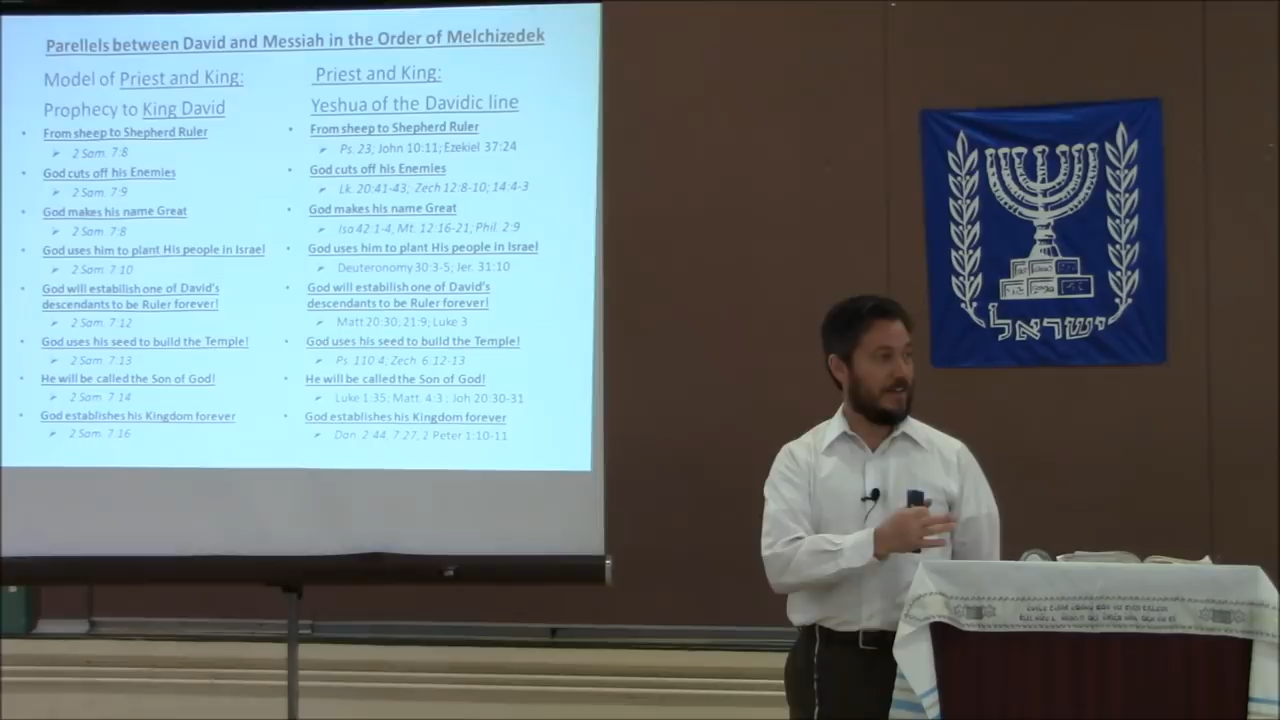 Parellels between David and Messiah in the Order of Melchizedek
Model of Priest and King:
Prophecy to King David
From sheep to Shepherd Ruler
2 Sam. 7:8
God cuts off his Enemies
2 Sam. 7:9
God makes his name Great
2 Sam. 7:8
God uses him to plant His people in Israel
2 Sam. 7:10
God will estabilish one of David's
descendants to be Ruler forever!
2 Sam. 7:12
God uses his seed to build the Temple!
2 Sam. 7:13
He will be called the Son of God!
2 Sam. 7:14
God establishes his Kingdom forever
2 Sam. 7:16
Priest and King:
Yeshua of the Davidic line
From sheep to Shepherd Ruler
Ps. 23; John 10:11; Ezekiel 37:24
God cuts off his Enemies
Lk. 20:41-43; Zech 12:8-10; 14:4-3
God makes his name Great
Isa 42:1-4, Mt. 12:16-21; Phil. 2:9
God uses him to plant His people in Israel
Deuteronomy 30:3-5; Jer. 31:10
God will estabilish one of David's
descendants to be Ruler forever!
Matt 20:30; 21:9; Luke 3
God uses his seed to build the Temple!
Ps. 110:4; Zech. 6:12-13
He will be called the Son of God!
Luke 1:35; Matt. 4:3; Joh 20:30-31
God establishes his Kingdom forever
Dan. 2:44, 7:27; 2 Peter 1:10-11
ישראל